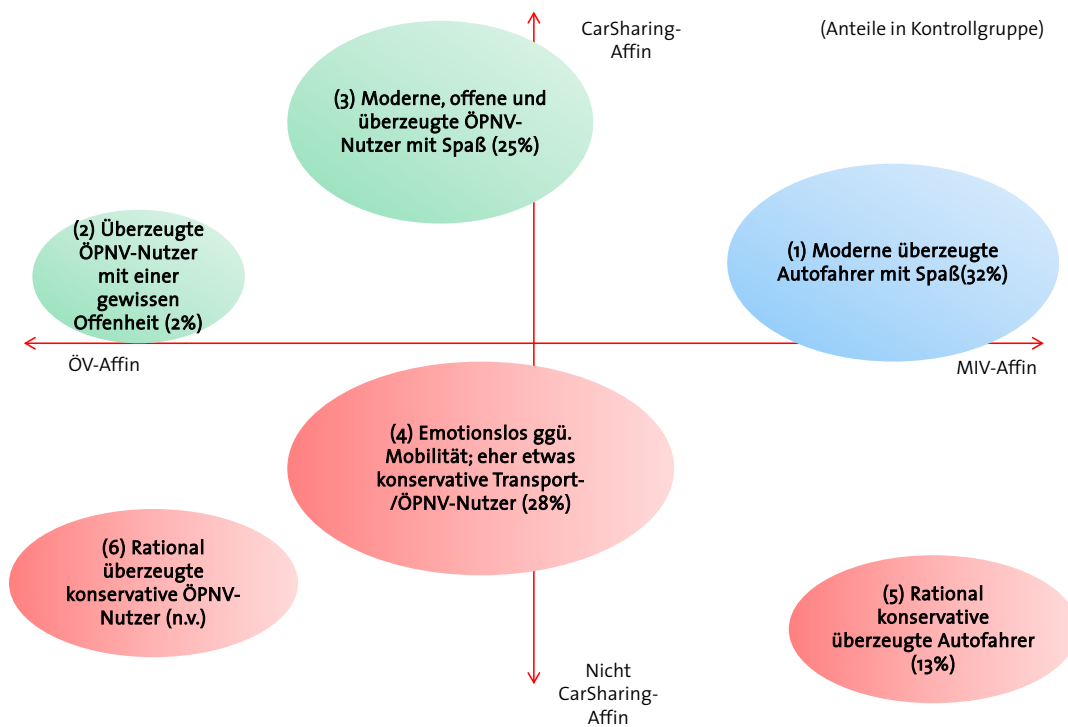 CarSharing-
Affin
(Anteile in Kontrollgruppe)
(3) Moderne, offene und
überzeugte ÖPNV-
Nutzer mit Spaß (25%)
(2) Überzeugte
ÖPNV-Nutzer
mit einer
gewissen
Offenheit (2%)
(1) Moderne überzeugte
Autofahrer mit Spaß(32%)
ÖV-Affin
MIV-Affin
(4) Emotionslos ggü.
Mobilität; eher etwas
konservative Transport-
/ÖPNV-Nutzer (28%)
(6) Rational
überzeugte
konservative ÖPNV-
Nutzer (n.v.)
(5) Rational
konservative
überzeugte Autofahrer
(13%)
Nicht
CarSharing-
Affin